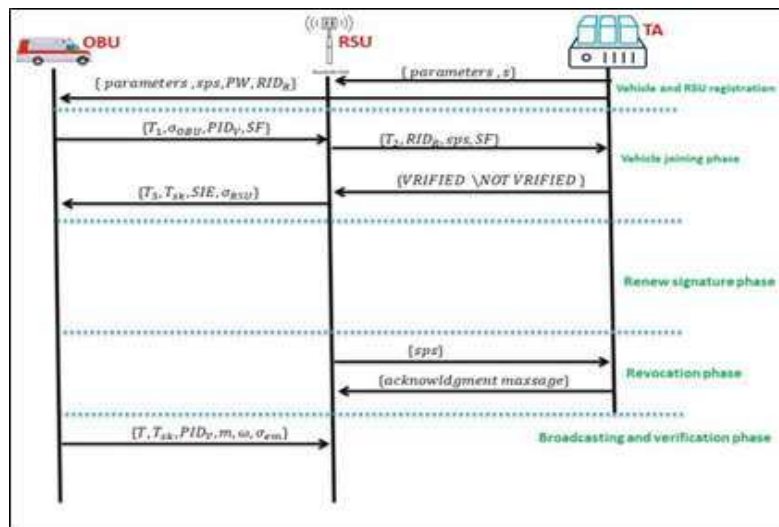 OBU
RSU
TA
{parameters, s}
{parameters, sps, PW, RID_R}
Vehicle and RSU registration
{T_1, σ_OBU, PID_V, SF}
{T_2, RID_R, sps, SF}
Vehicle joining phase
{VRIFIED \NOT VRIFIED }
{T_3, T_sk, SIE, σ_RSU}
Renew signature phase
{sps}
Revocation phase
{acknowldgment massage}
{T, T_sk, PID_V, m, ω, σ_em}
Broadcasting and verification phase